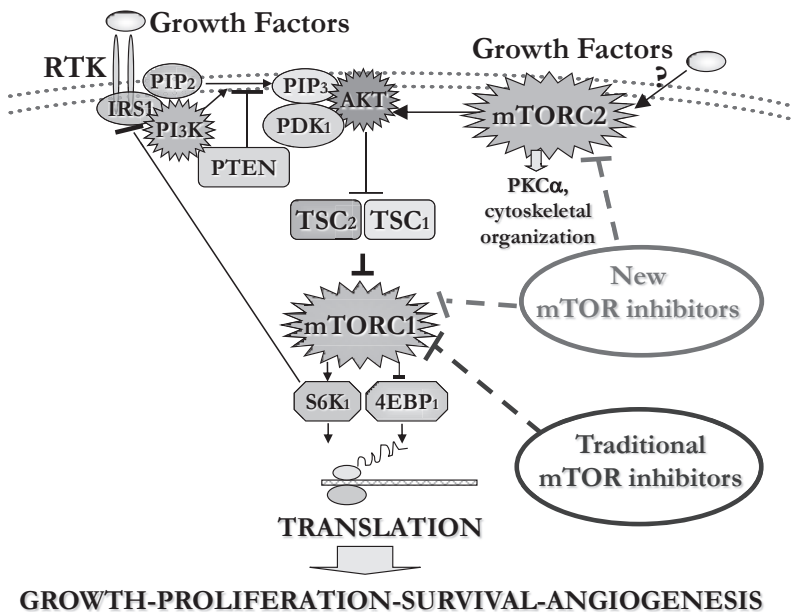 Growth Factors
Growth Factors
RTK
PIP2
PIP3
AKT
IRS1
PI3K
PDK1
mTORC2
?
PTEN
PKCα,
cytoskeletal
organization
TSC2
TSC1
New
mTOR inhibitors
mTORC1
S6K1
4EBP1
Traditional
mTOR inhibitors
TRANSLATION
GROWTH-PROLIFERATION-SURVIVAL-ANGIOGENESIS